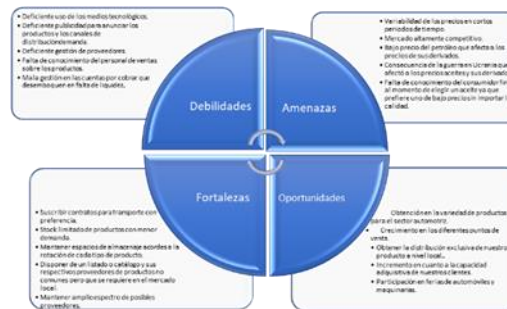 • Deficiente uso de los medios tecnológicos.
• Deficiente publicidad para anunciar los
productos y los canales de
distribución demanda.
• Deficiente gestión de proveedores.
• Falta de conocimiento del personal de ventas
sobre los productos.
• Mala gestión en las cuentas por cobrar que
desemboquen en falta de liquidez.
• Variabilidad de los precios en cortos
periodos de tiempo.
• Mercado altamente competitivo.
• Bajo precio del petróleo que afecta a los
precios de sus derivados.
• Consecuencia de la guerra en Ucrania que
afectó a los precios aceites y sus derivados
• Falta de conocimiento del consumidor
al momento de elegir un aceite ya que
prefiere uno de bajo precio sin importar
calidad.
Debilidades
Amenazas
Fortalezas
Oportunidades
• Suscribir contratos para transporte con
preferencia.
• Stock limitado de productos con menor
demanda.
• Mantener espacios de almacenaje acordes a la
rotación de cada tipo de producto.
• Disponer de un listado o catálogo y sus
respectivos proveedores de productos no
comunes pero que se requiere en el mercado
local.
• Mantener amplio espectro de posibles
proveedores.
Obtención en la variedad de productos
para el sector automotriz.
• Crecimiento en los diferentes puntos de
venta.
• Obtener la distribución exclusiva de nuestro
producto a nivel local.
• Incremento en cuanto a la capacidad
adquisitiva de nuestros clientes.
• Participación en ferias de automóviles y
maquinarias.